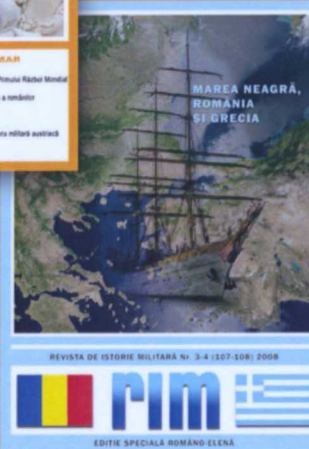 MAR
Primului Război Mondial
a românilor
ru militară austriacă
MAREA NEAGRĂ,
ROMÂNIA
ȘI GRECIA
REVISTA DE ISTORIE MILITARĂ Nr. 3-4 (107-108) 2008
rim
EDIȚIE SPECIALĂ ROMÂNO-ELENĂ